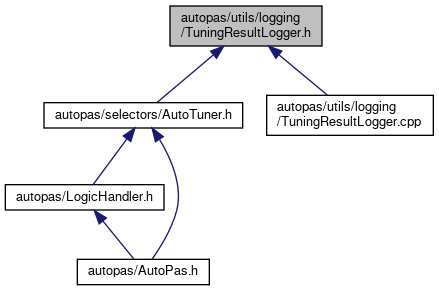 autopas/utils/logging
/TuningResultLogger.h
autopas/selectors/AutoTuner.h
autopas/utils/logging
/TuningResultLogger.cpp
autopas/LogicHandler.h
autopas/AutoPas.h